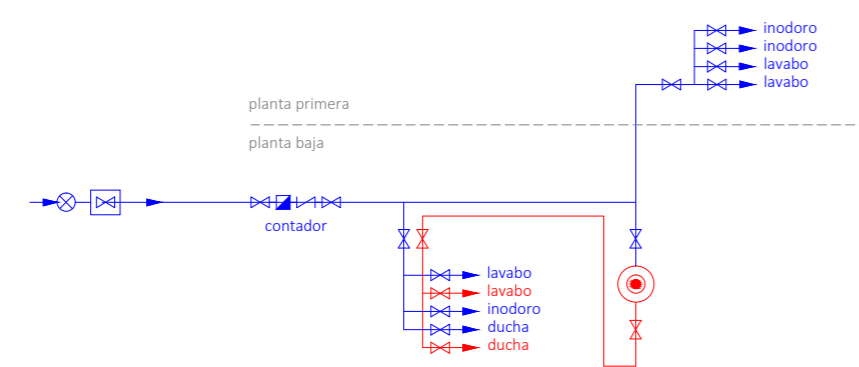 inodoro
inodoro
lavabo
lavabo
planta primera
planta baja
contador
lavabo
lavabo
inodoro
ducha
ducha